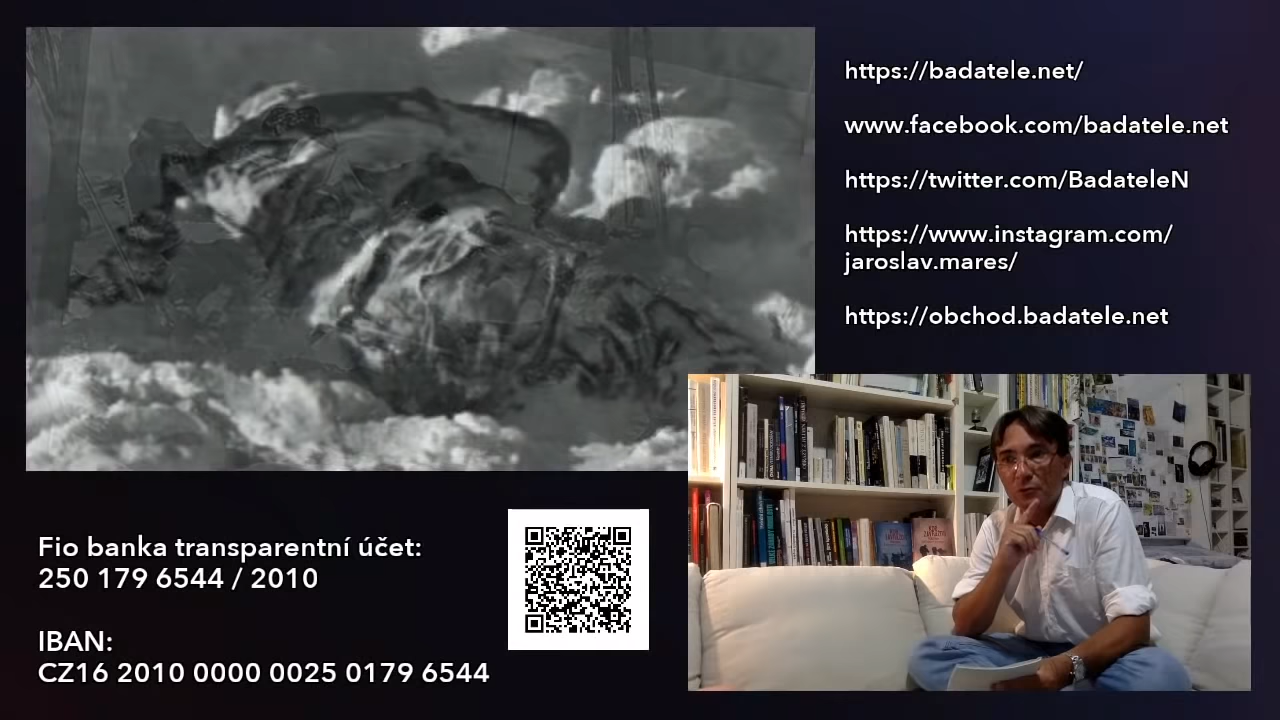 https://badatele.net/
www.facebook.com/badatele.net
https://twitter.com/BadateleN
https://www.instagram.com/
jaroslav.mares/
https://obchod.badatele.net
Fio banka transparentní účet:
250 179 6544 / 2010
IBAN:
CZ16 2010 0000 0025 0179 6544